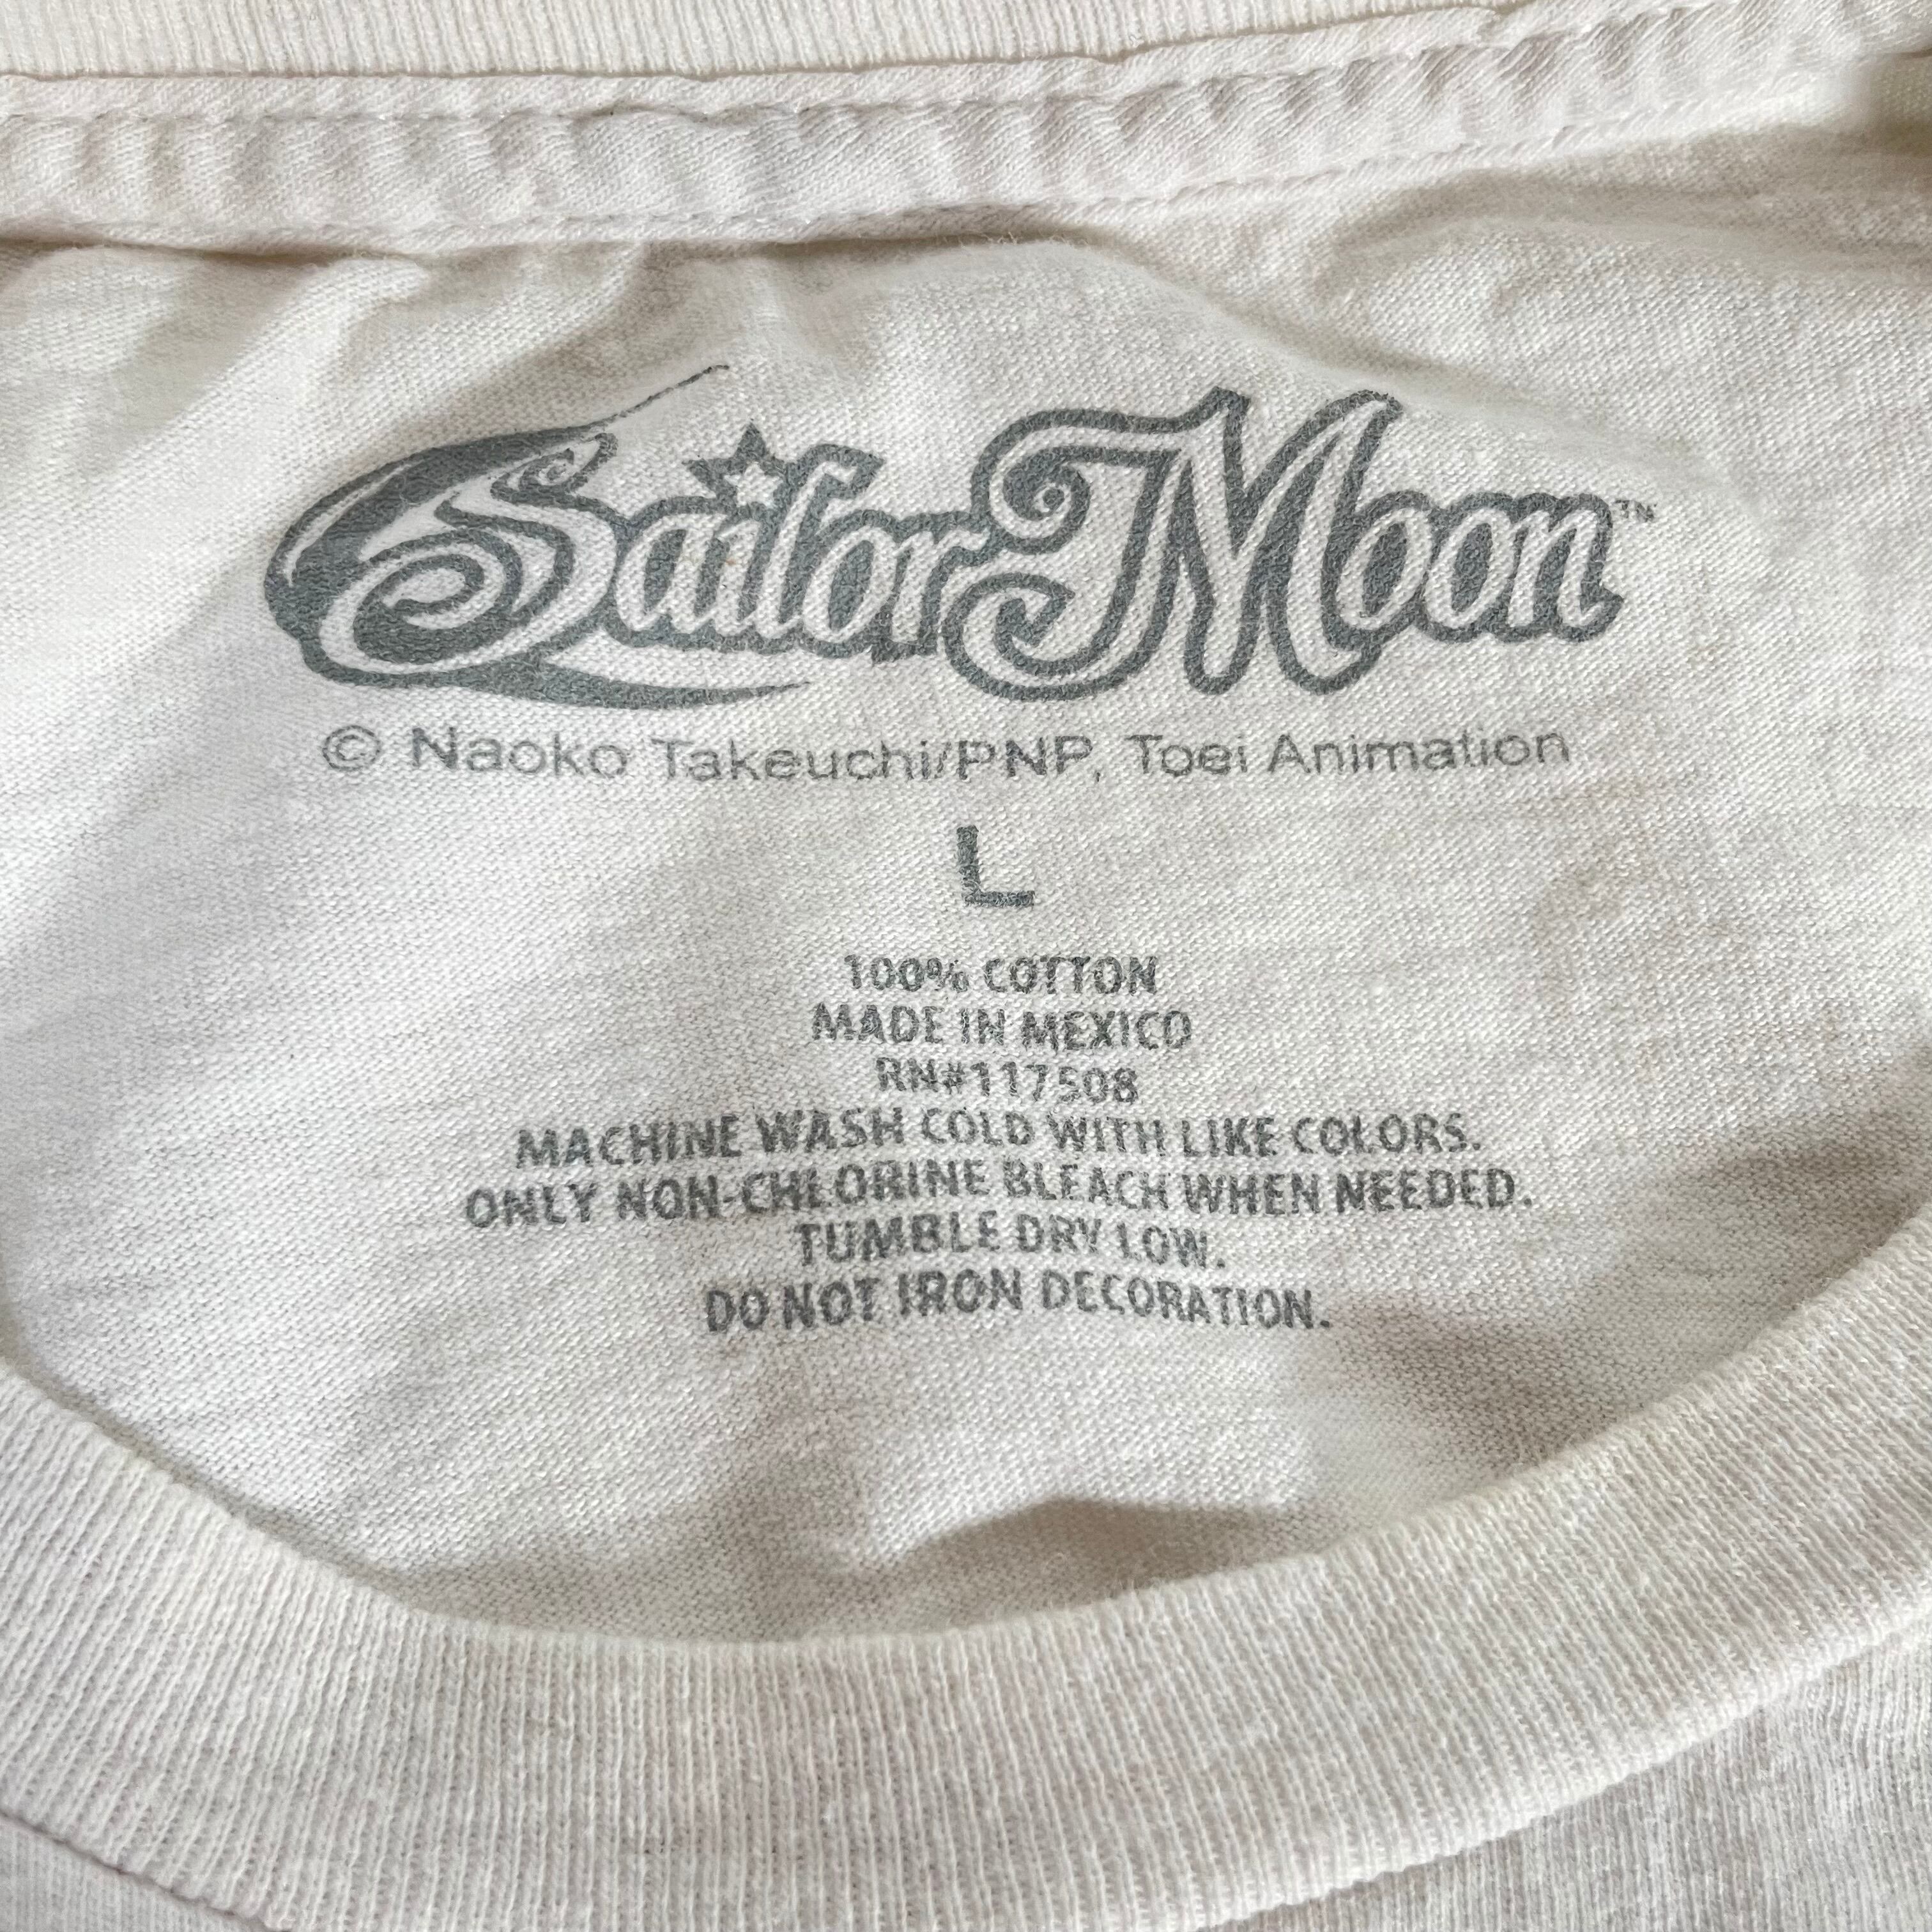 Sailor Moon™
© Naoko Takeuchi/PNP, Toei Animation
L
100% COTTON
MADE IN MEXICO
RN#117508
MACHINE WASH COLD WITH LIKE COLORS.
ONLY NON-CHLORINE BLEACH WHEN NEEDED.
TUMBLE DRY LOW.
DO NOT IRON DECORATION.